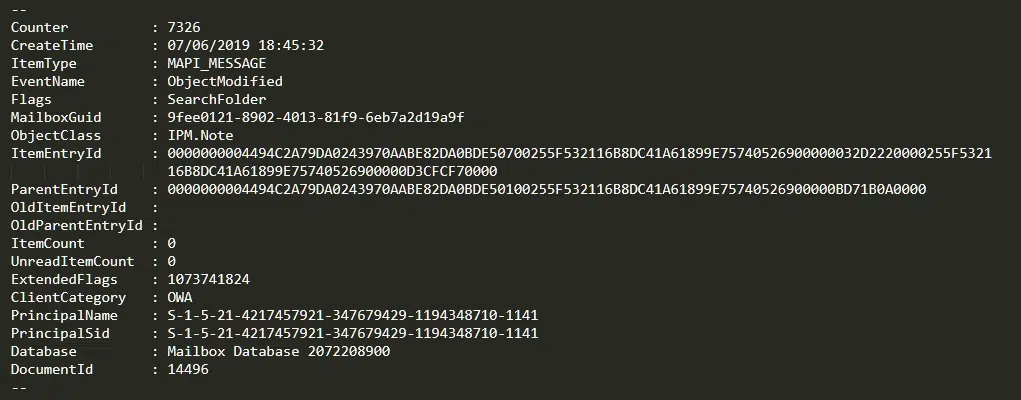 --
Counter : 7326
CreateTime : 07/06/2019 18:45:32
ItemType : MAPI_MESSAGE
EventName : ObjectModified
Flags : SearchFolder
MailboxGuid : 9fee0121-8902-4013-81f9-6eb7a2d19a9f
ObjectClass : IPM.Note
ItemEntryId : 0000000004494C2A79DA0243970AABE82DA0BDE50700255F532116B8DC41A61899E75740526900000032D2220000255F5321
16B8DC41A61899E75740526900000D3CFCF70000
ParentEntryId : 0000000004494C2A79DA0243970AABE82DA0BDE50100255F532116B8DC41A61899E75740526900000BD71B0A0000
OldItemEntryId :
OldParentEntryId :
ItemCount : 0
UnreadItemCount : 0
ExtendedFlags : 1073741824
ClientCategory : OWA
PrincipalName : S-1-5-21-4217457921-347679429-1194348710-1141
PrincipalSid : S-1-5-21-4217457921-347679429-1194348710-1141
Database : Mailbox Database 2072208900
DocumentId : 14496
--